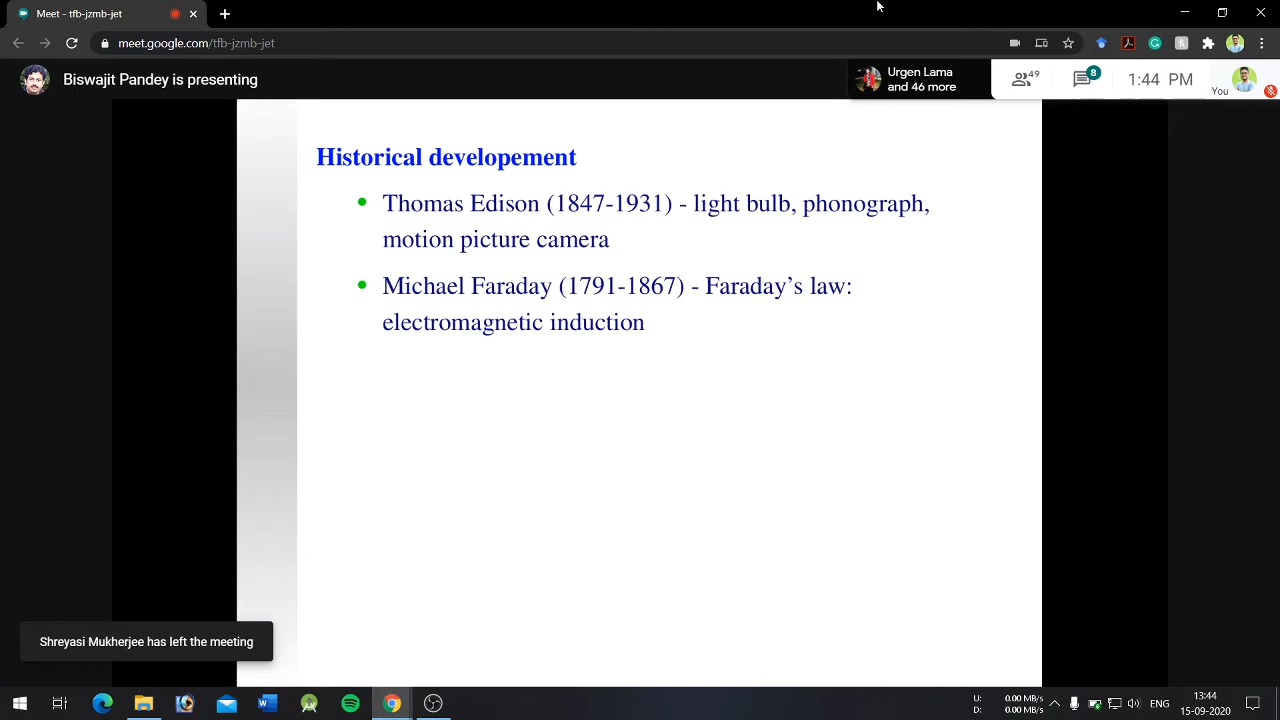 Meet - tfb-jzmb-jet
meet.google.com/tfb-jzmb-jet
Biswajit Pandey is presenting
Urgen Lama
and 46 more
49
8
1:44 PM
You
Historical developement
Thomas Edison (1847-1931) - light bulb, phonograph,
motion picture camera
Michael Faraday (1791-1867) - Faraday's law:
electromagnetic induction
Shreyasi Mukherjee has left the meeting
U: 0.00 MB/s
D: 0.00 MB/s
ENG
13:44
15-09-2020